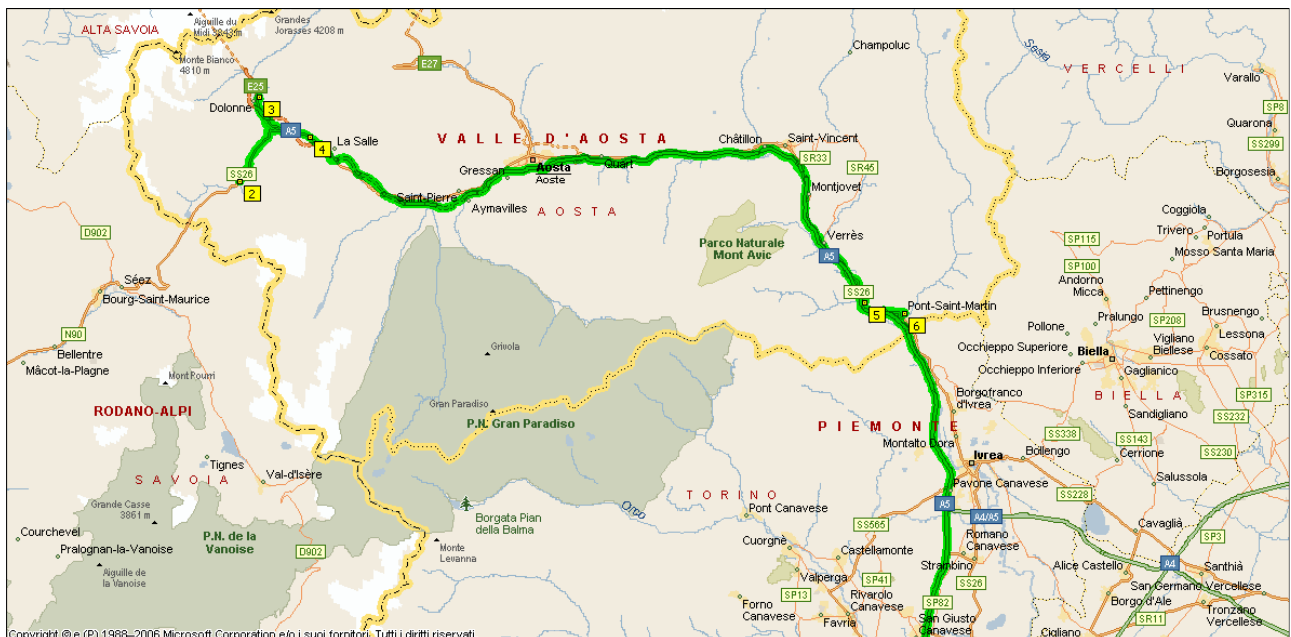 ALTA SAVOIA
Aiguille du
Midi 3843 m
Grandes
Jorasses 4208 m
Monte Bianco
4810 m
E27
Champoluc
Sesia
VERCELLI
Varallo
SP8
Quarona
SS299
Borgosesia
E25
Dolonne
3
A5
4
La Salle
VALLE D'AOSTA
Châtillon
Saint-Vincent
SR33
SR45
Montjovet
SS26
2
Gressan
Aosta
Aoste
Quart
Saint-Pierre
Aymavilles
AOSTA
Parco Naturale
Mont Avic
Verrès
A5
Coggiola
Trivero
Portula
SP115
Mosso Santa Maria
D902
Séez
Bourg-Saint-Maurice
SS26
5
Pont-Saint-Martin
6
SP100
Andorno
Micca
Pettinengo
N90
Bellentre
Mâcot-la-Plagne
Mont Pourri
Grivola
Gran Paradiso
P.N. Gran Paradiso
Pollone
Pralungo
SP208
Brusnengo
Lessona
Vigliano
Biellese
Occhieppo Superiore
Biella
Cossato
Occhieppo Inferiore
Gaglianico
BIELLA
SP315
Sandigliano
SS232
RODANO-ALPI
Borgofranco
d'Ivrea
PIEMONTE
Montalto Dora
SS338
SS143
Cerrione
SS230
Ivrea
Bollengo
Tignes
SAVOIA
Val-d'Isère
Grande Casse
3861 m
Courchevel
Pralognan-la-Vanoise
P.N. de la
Vanoise
Aiguille de
la Vanoise
D902
Borgata Pian
della Balma
Monte
Levanna
Orco
TORINO
Pont Canavese
Pavone Canavese
SS228
Salussola
A5
A4/A5
Cavaglià
SP3
SS565
Romano
Canavese
Cuorgnè
Castellamonte
Strambino
Alice Castello
A4
Santhià
Valperga
SP41
SS26
San Germano Vercellese
Rivarolo
Canavese
SP82
Borgo d'Ale
SP13
Forno
Canavese
Favria
San Giusto
Canavese
Tronzano
Vercellese
Cigliano
SP11
Copyright © e (P) 1988–2006 Microsoft Corporation e/o i suoi fornitori. Tutti i diritti riservati.